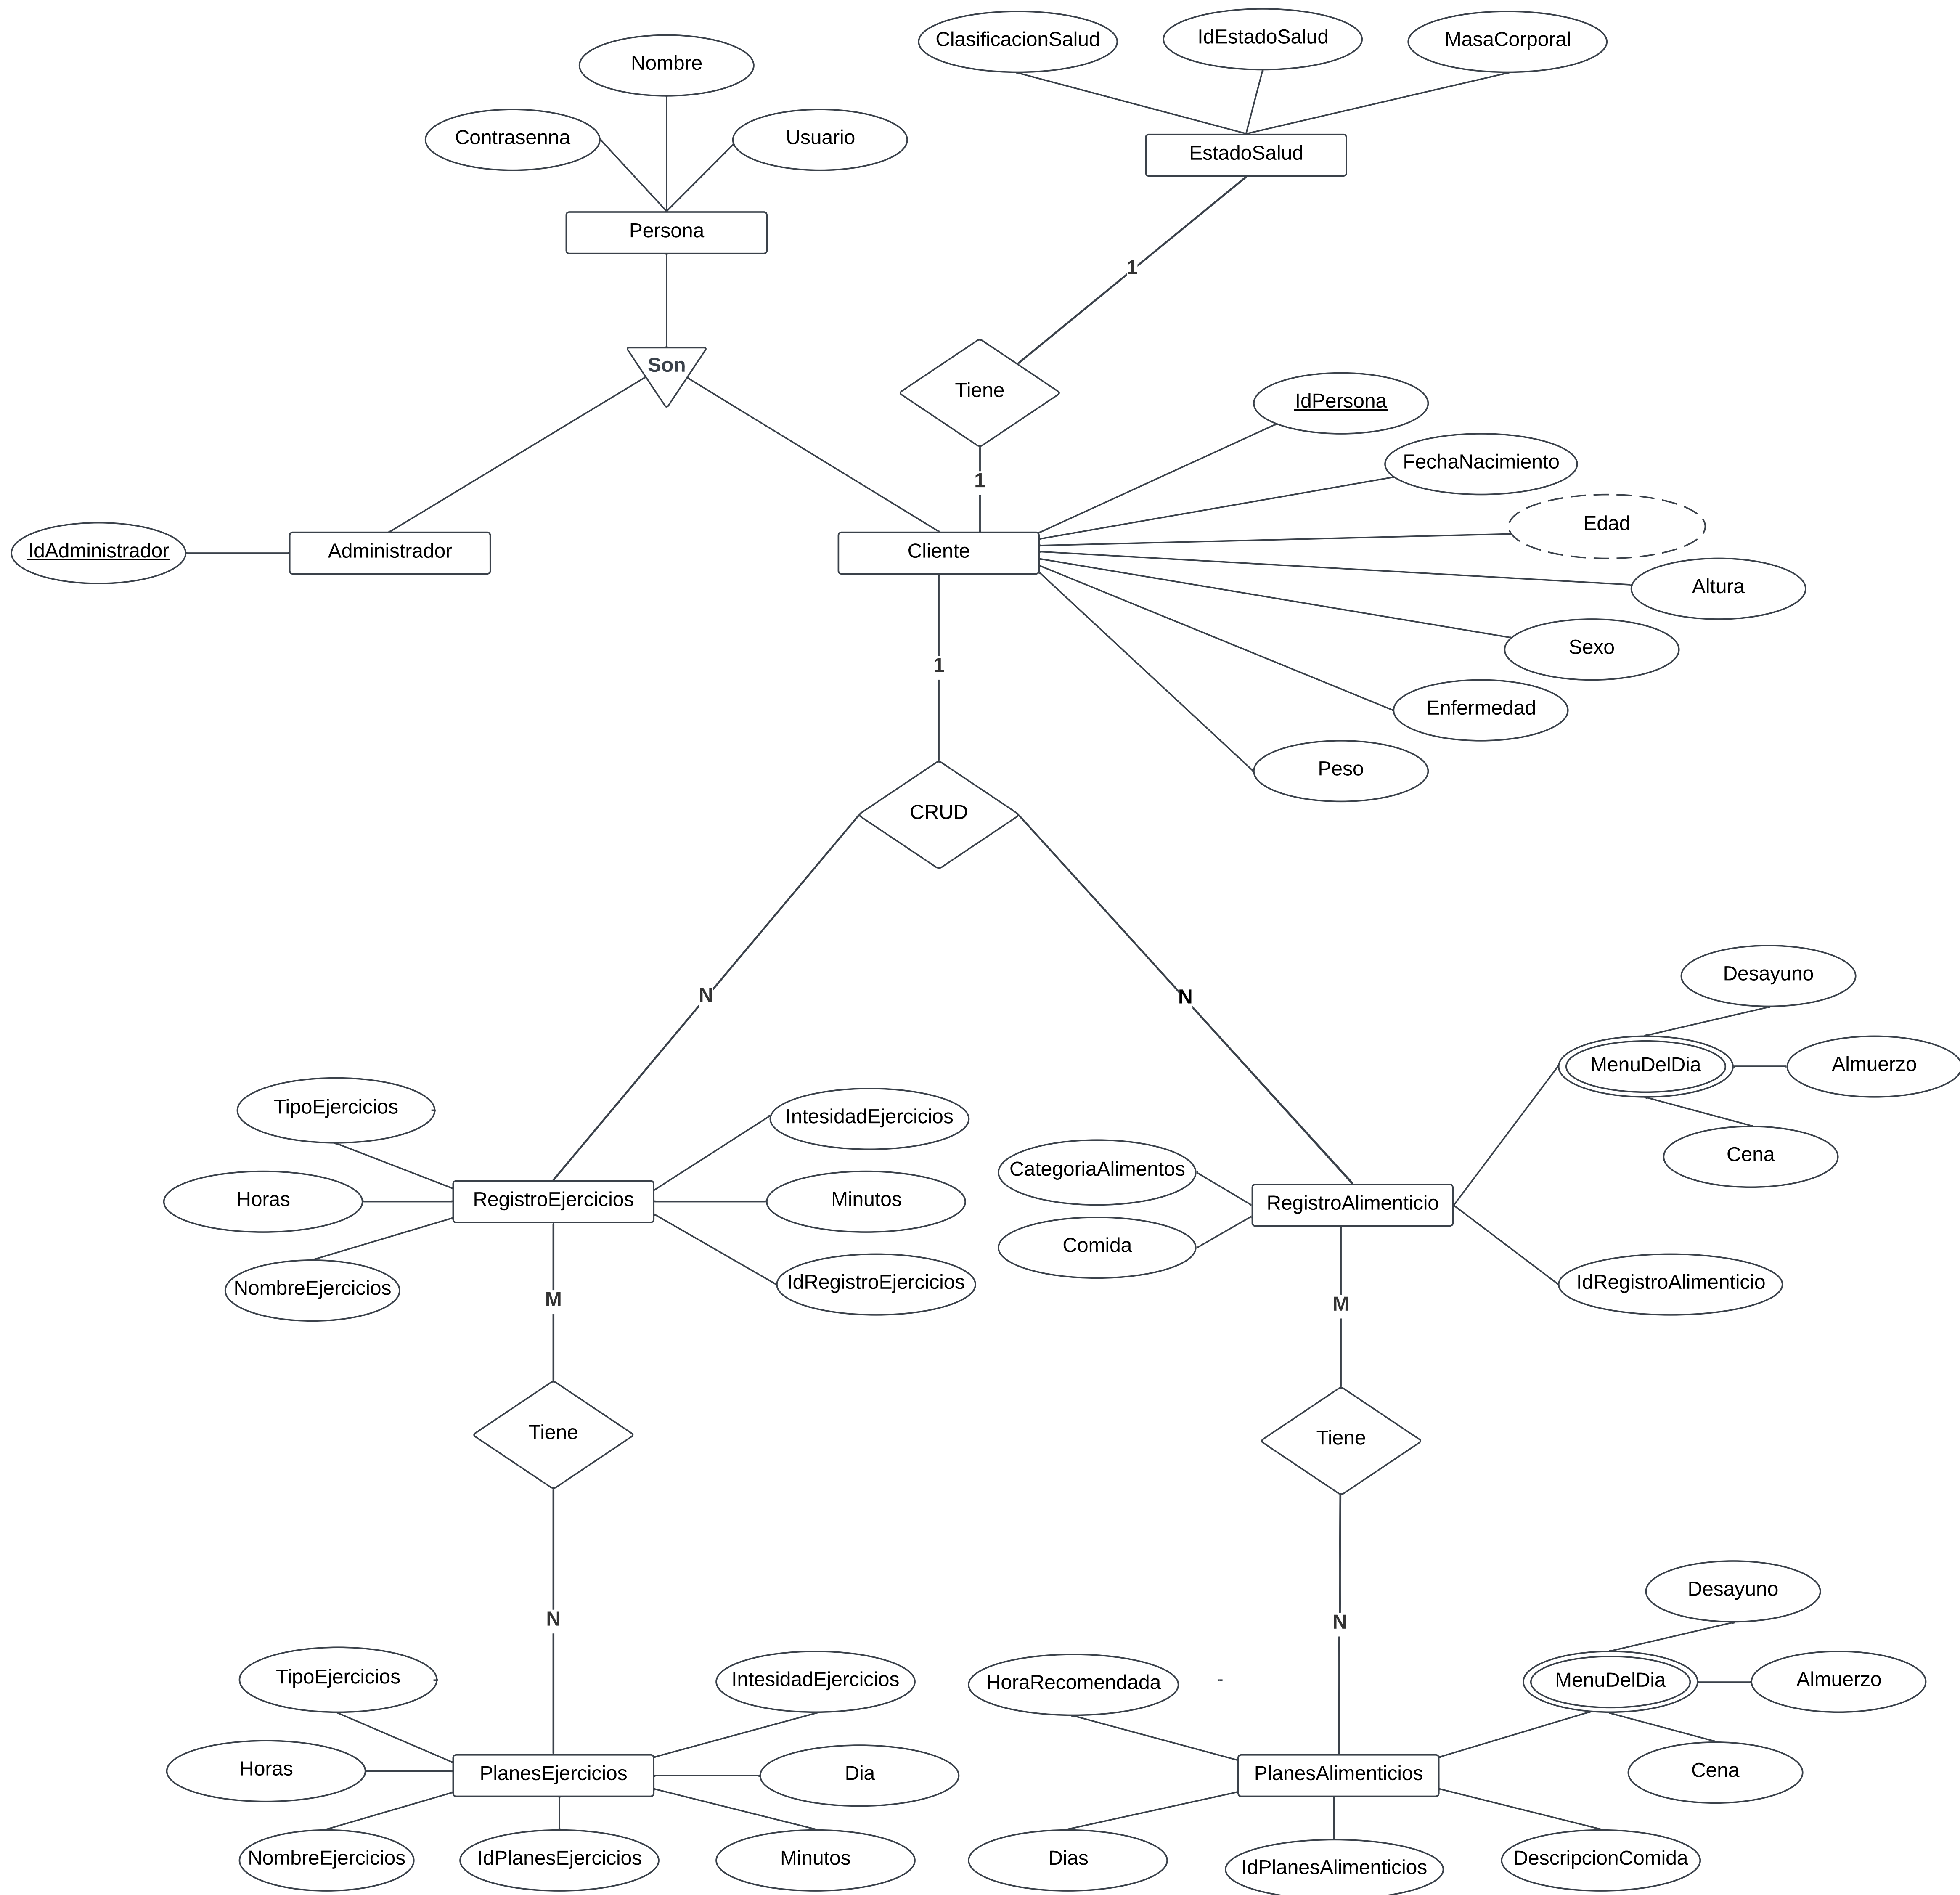 ClasificacionSalud
IdEstadoSalud
MasaCorporal
Nombre
Contrasenna
Usuario
EstadoSalud
Persona
1
Son
Tiene
IdPersona
FechaNacimiento
1
Edad
IdAdministrador
Administrador
Cliente
Altura
Sexo
1
Enfermedad
Peso
CRUD
Desayuno
N
N
MenuDelDia
Almuerzo
TipoEjercicios
IntesidadEjercicios
Cena
CategoriaAlimentos
Horas
RegistroEjercicios
Minutos
RegistroAlimenticio
Comida
NombreEjercicios
IdRegistroEjercicios
IdRegistroAlimenticio
M
M
Tiene
Tiene
Desayuno
N
N
TipoEjercicios
IntesidadEjercicios
HoraRecomendada
-
MenuDelDia
Almuerzo
Horas
PlanesEjercicios
Dia
PlanesAlimenticios
Cena
NombreEjercicios
IdPlanesEjercicios
Minutos
Dias
IdPlanesAlimenticios
DescripcionComida